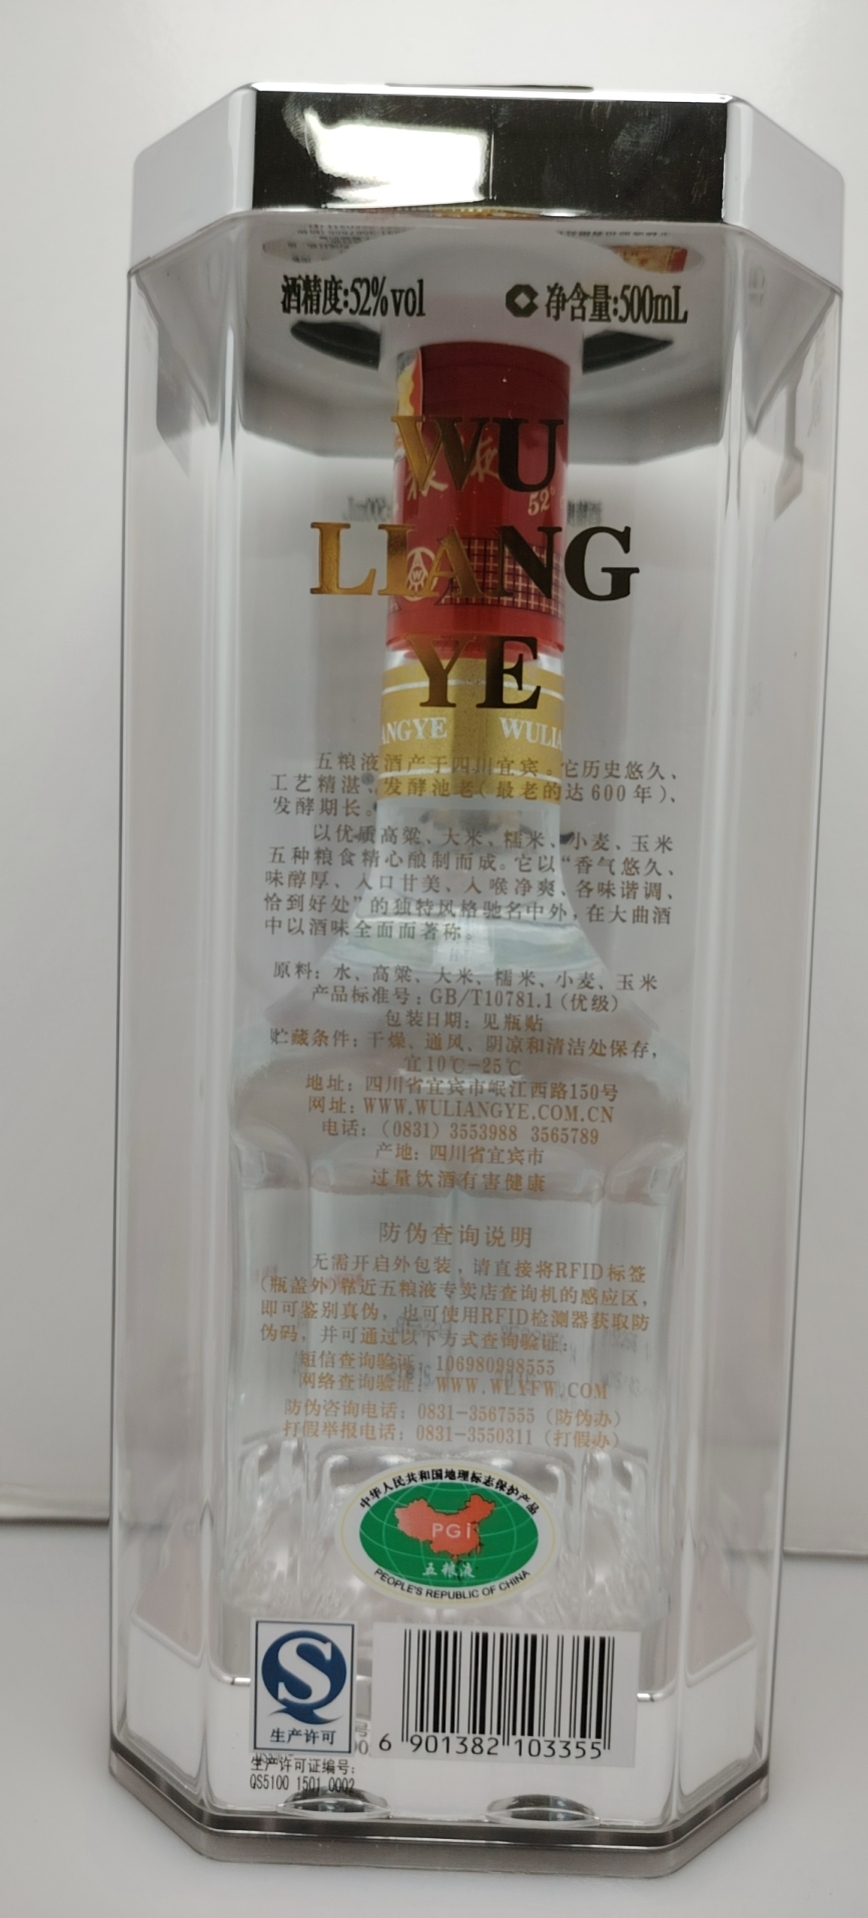 酒精度:52%vol
净含量:500mL
52°
WU
LIANG
YE
ANGYE WULIA
五粮液酒产于四川宜宾。它历史悠久、
工艺精湛、发酵池老(最老的达600年)、
发酵期长。
以优质高粱、大米、糯米、小麦、玉米
五种粮食精心酿制而成。它以“香气悠久、
味醇厚、入口甘美、入喉净爽、各味谐调、
恰到好处”的独特风格驰名中外,在大曲酒
中以酒味全面而著称。
原料:水、高粱、大米、糯米、小麦、玉米
产品标准号:GB/T10781.1(优级)
包装日期:见瓶贴
贮藏条件:干燥、通风、阴凉和清洁处保存,
宜10℃-25℃
地址:四川省宜宾市岷江西路150号
网址:WWW.WULIANGYE.COM.CN
电话:(0831)3553988 3565789
产地:四川省宜宾市
过量饮酒有害健康
防伪查询说明
无需开启外包装,请直接将RFID标签
(瓶盖外)靠近五粮液专卖店查询机的感应区,
即可鉴别真伪,也可使用RFID检测器获取防
伪码,并可通过以下方式查询验证:
短信查询验证:106980998555
网络查询验证:WWW.WLYFW.COM
防伪咨询电话:0831-3567555(防伪办)
打假举报电话:0831-3550311(打假办)
中华人民共和国地理标志保护产品
PGI
五粮液
PEOPLE'S REPUBLIC OF CHINA
生产许可
6 901382 103355
生产许可证编号:
QS5100 1501 0002